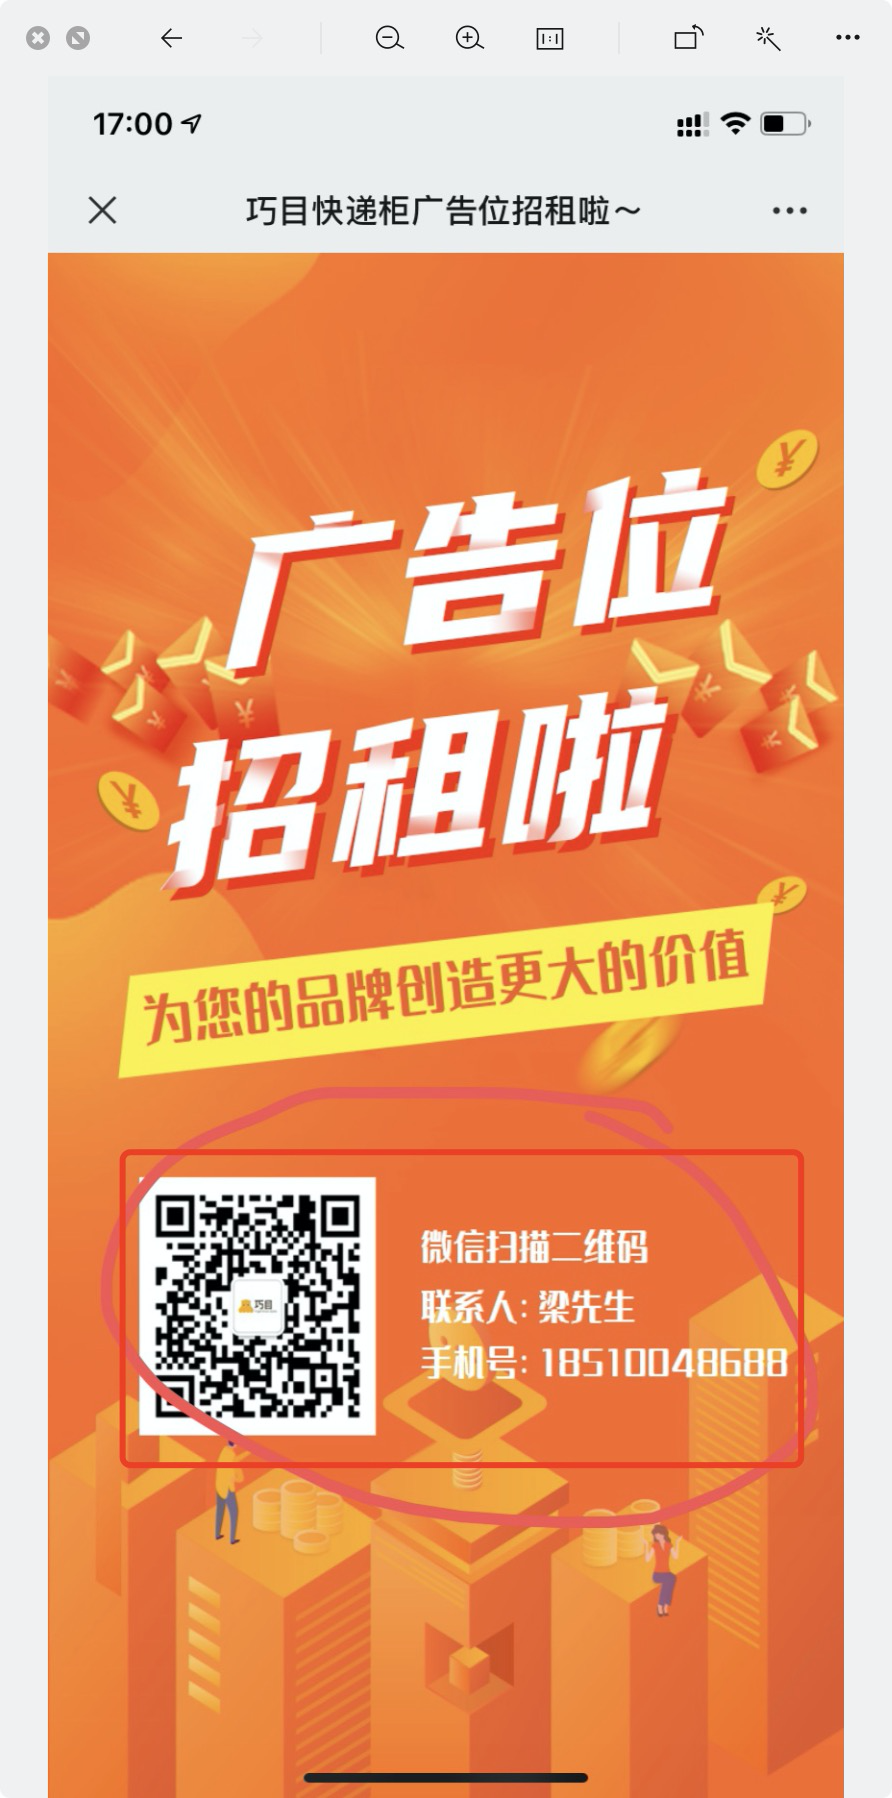 17:00
巧目快递柜广告位招租啦～
广告位
招租啦
为您的品牌创造更大的价值
巧目
微信扫描二维码
联系人: 梁先生
手机号: 18510048688